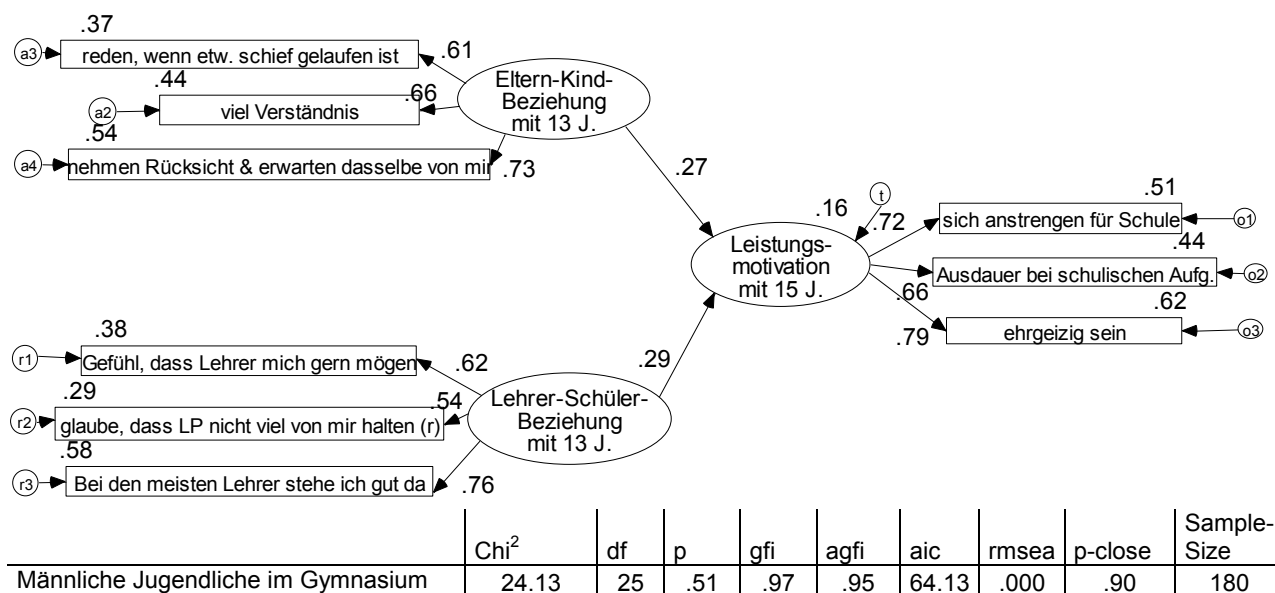 .37
a3
reden, wenn etw. schief gelaufen ist
.61
.44
a2
viel Verständnis
.66
.54
a4
nehmen Rücksicht & erwarten dasselbe von mir
.73
Eltern-Kind-
Beziehung
mit 13 J.
.27
.16
t
Leistungs-
motivation
mit 15 J.
.72
.51
sich anstrengen für Schule
o1
.44
Ausdauer bei schulischen Aufg.
o2
.66
.62
.79
ehrgeizig sein
o3
.38
r1
Gefühl, dass Lehrer mich gern mögen
.62
.29
r2
glaube, dass LP nicht viel von mir halten (r)
.54
.58
r3
Bei den meisten Lehrer stehe ich gut da
.76
Lehrer-Schüler-
Beziehung
mit 13 J.
.29
Chi2 df p gfi agfi aic rmsea p-close Sample-
Size
Männliche Jugendliche im Gymnasium 24.13 25 .51 .97 .95 64.13 .000 .90 180